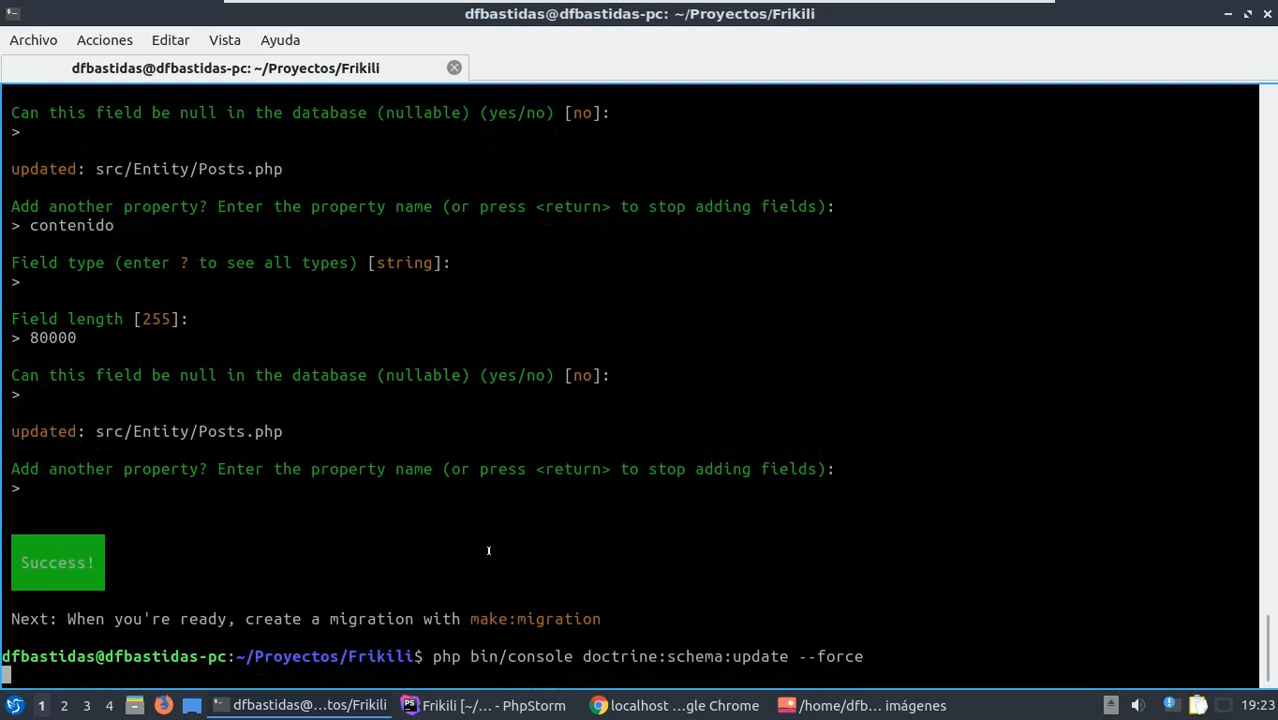 dfbastidas@dfbastidas-pc: ~/Proyectos/Frikili
Archivo Acciones Editar Vista Ayuda
dfbastidas@dfbastidas-pc: ~/Proyectos/Frikili
Can this field be null in the database (nullable) (yes/no) [no]:
>
updated: src/Entity/Posts.php
Add another property? Enter the property name (or press <return> to stop adding fields):
> contenido
Field type (enter ? to see all types) [string]:
>
Field length [255]:
> 80000
Can this field be null in the database (nullable) (yes/no) [no]:
>
updated: src/Entity/Posts.php
Add another property? Enter the property name (or press <return> to stop adding fields):
>
Success!
Next: When you're ready, create a migration with make:migration
dfbastidas@dfbastidas-pc:~/Proyectos/Frikili$ php bin/console doctrine:schema:update --force
1 2 3 4 dfbastidas@...tos/Frikili PS Frikili [~/... - PhpStorm localhost ...gle Chrome /home/dfb... imágenes 19:23